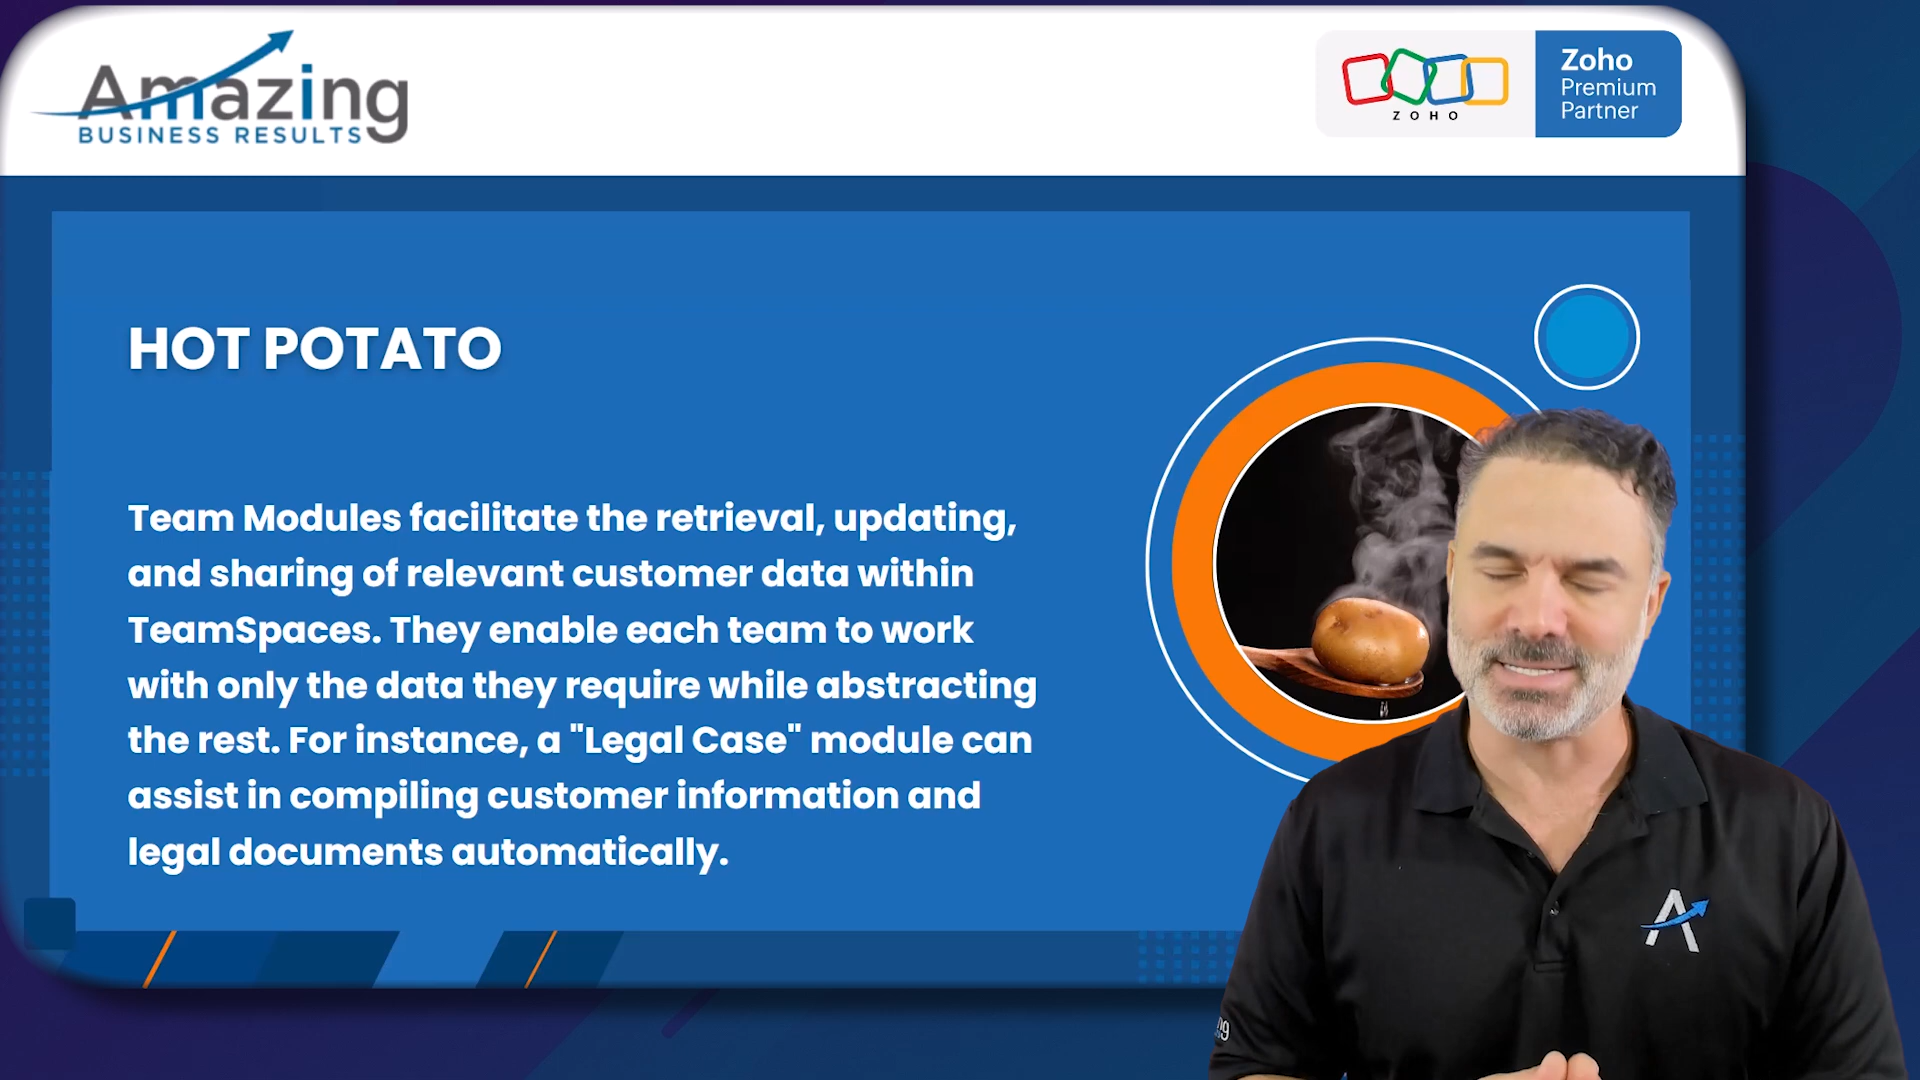 Amazing
BUSINESS RESULTS
ZOHO
Zoho
Premium
Partner
HOT POTATO
Team Modules facilitate the retrieval, updating,
and sharing of relevant customer data within
TeamSpaces. They enable each team to work
with only the data they require while abstracting
the rest. For instance, a "Legal Case" module can
assist in compiling customer information and
legal documents automatically.